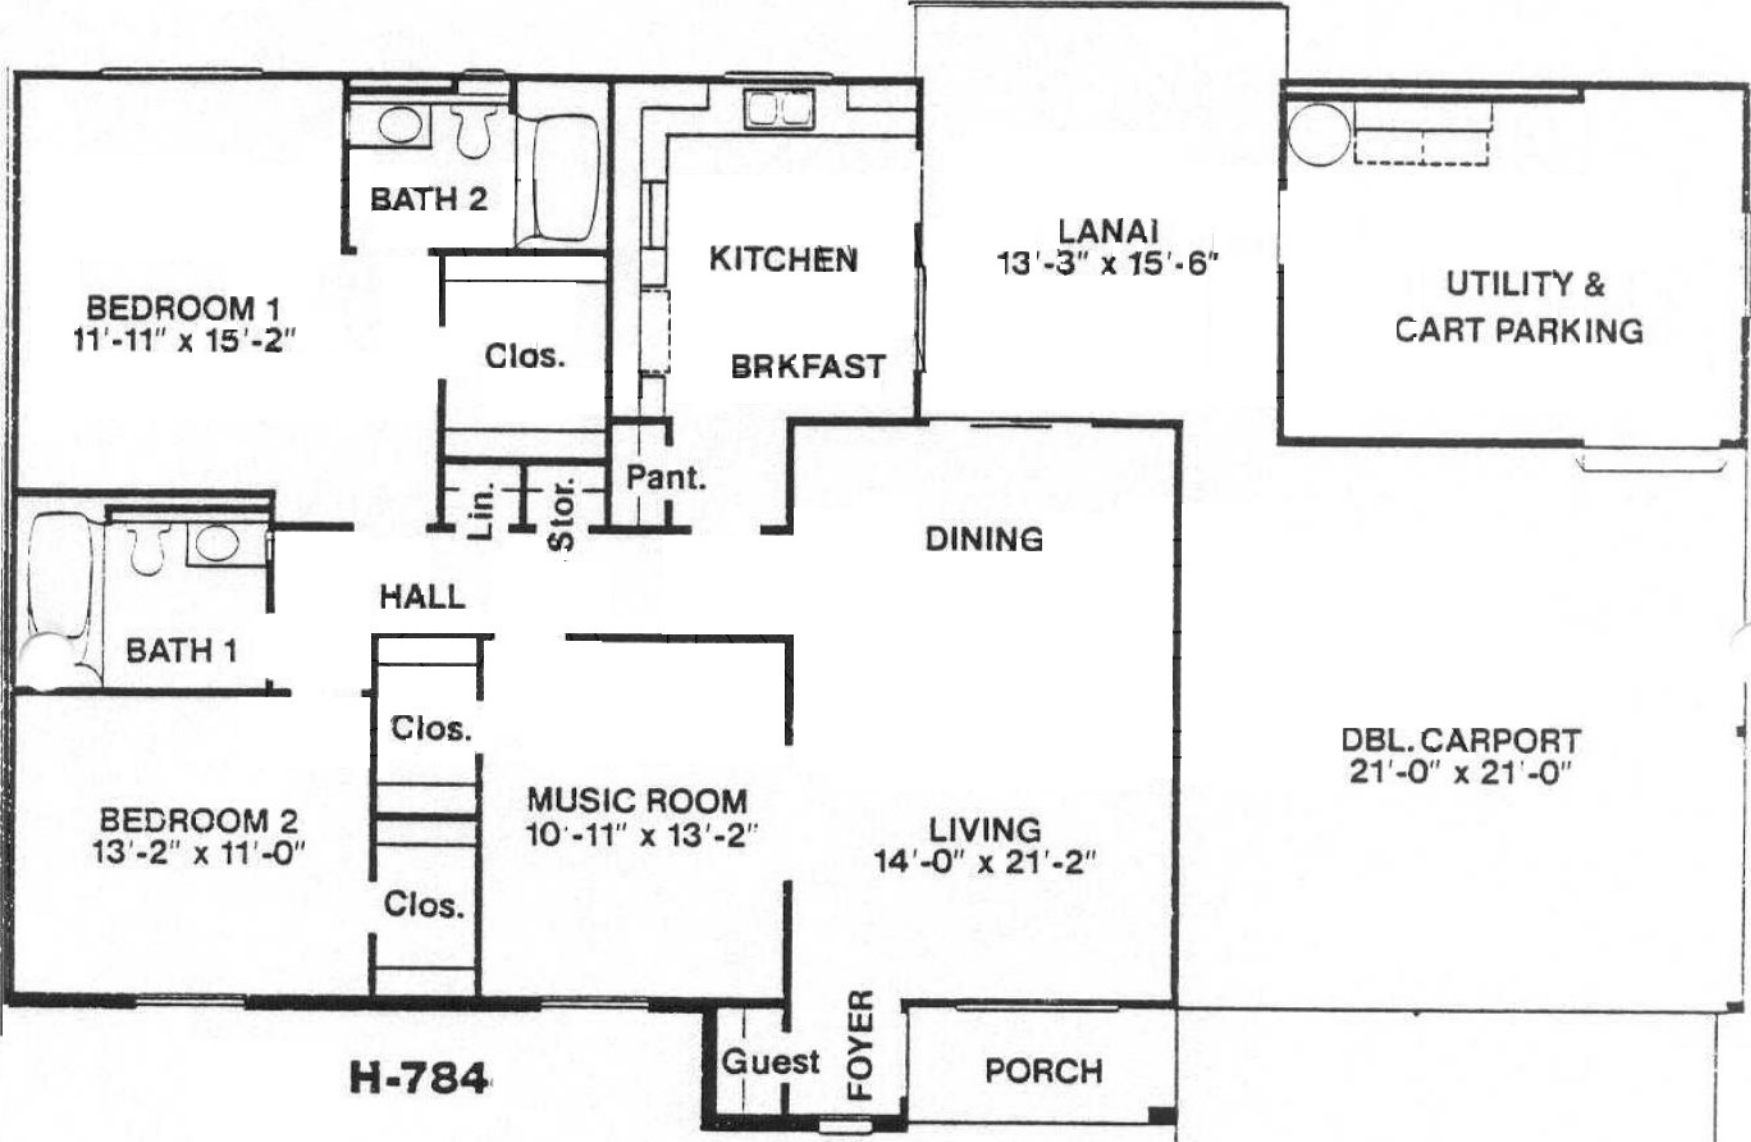 BATH 2
LANAI
13'-3" x 15'-6"
KITCHEN
UTILITY &
CART PARKING
BEDROOM 1
11'-11" x 15'-2"
Clos.
BRKFAST
Pant.
Lin.
Stor.
DINING
HALL
BATH 1
Clos.
DBL. CARPORT
21'-0" x 21'-0"
MUSIC ROOM
10'-11" x 13'-2"
BEDROOM 2
13'-2" x 11'-0"
LIVING
14'-0" x 21'-2"
Clos.
FOYER
Guest
PORCH
H-784